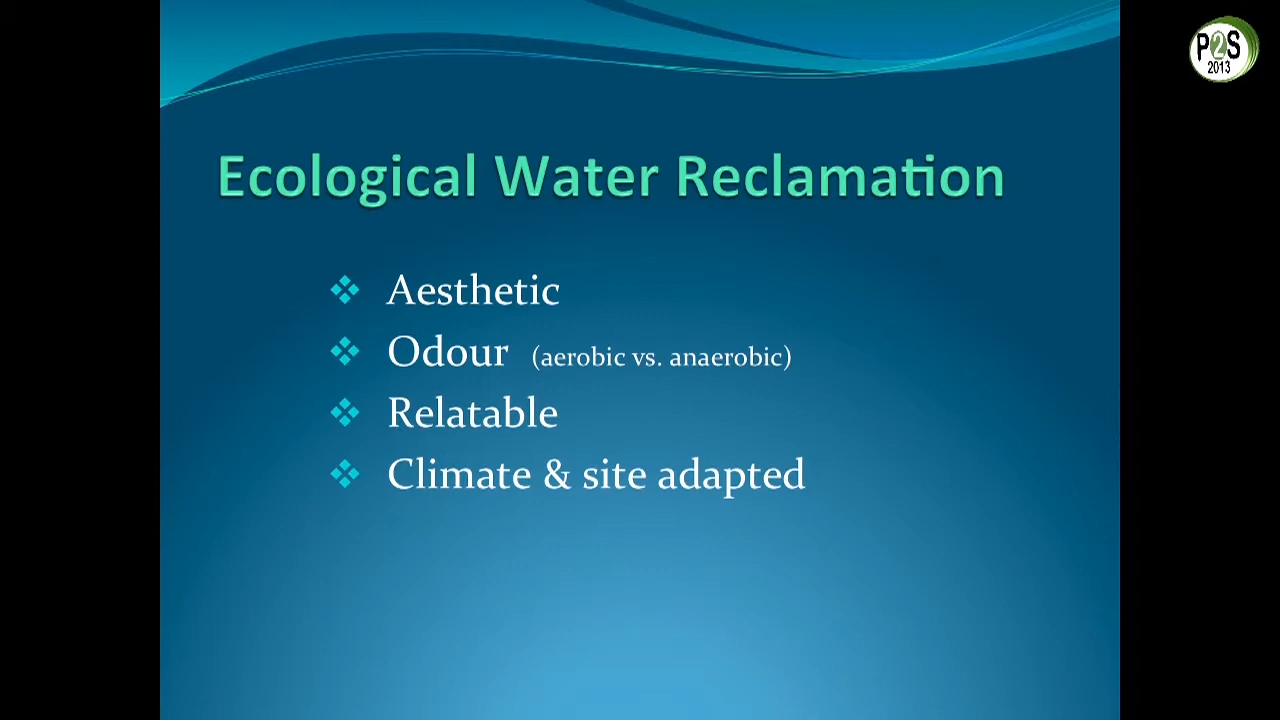 P2S
2013
Ecological Water Reclamation
❖ Aesthetic
❖ Odour (aerobic vs. anaerobic)
❖ Relatable
❖ Climate & site adapted